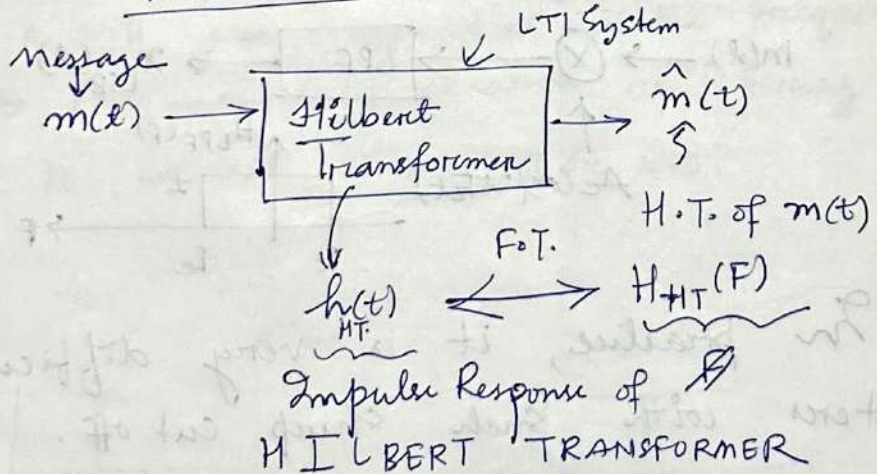 LTI System
Message
m(t) → Hilbert Transformer → m̂(t)
H.T. of m(t)
F.T.
h(t) ↔ H_HT(F)
HT.
Impulse Response of
HILBERT TRANSFORMER